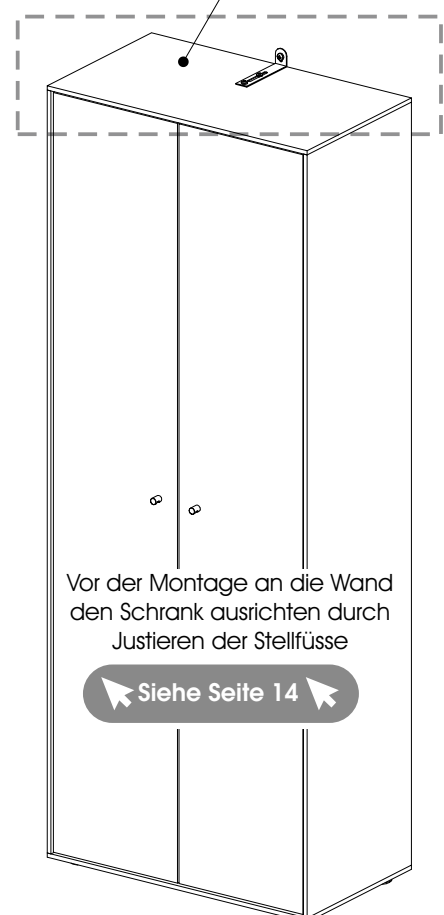 Vor der Montage an die Wand
den Schrank ausrichten durch
Justieren der Stellfüsse
Siehe Seite 14